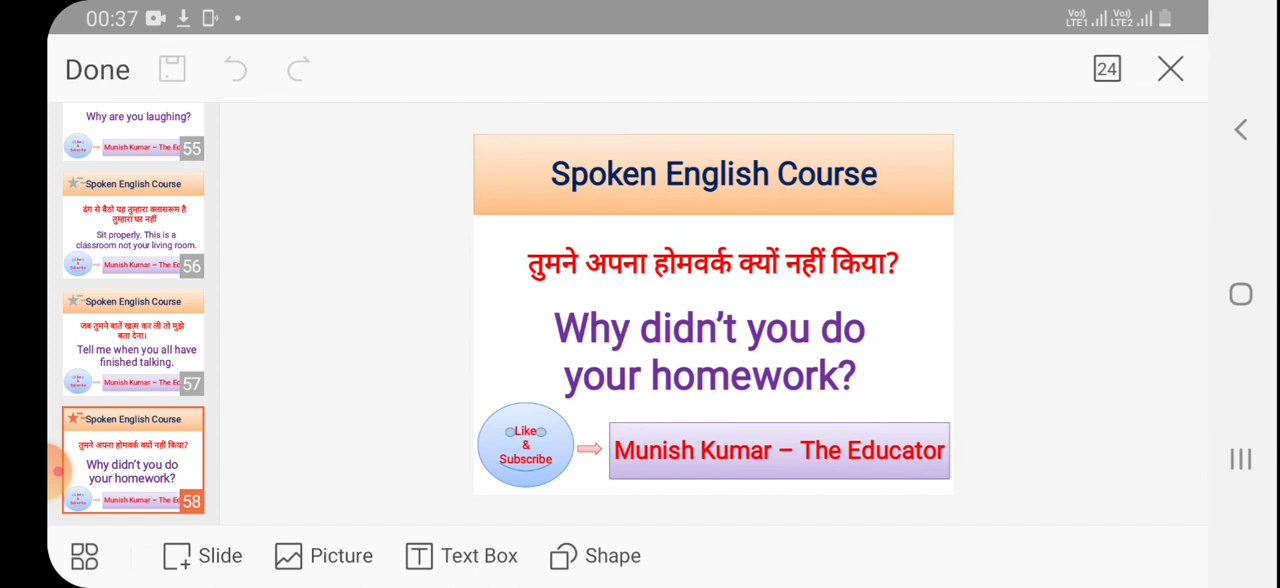 00:37
Vo))
LTE1
Vo))
LTE2
Done
24
Why are you laughing?
Munish Kumar – The Ed
55
Spoken English Course
ढंग से बैठो यह तुम्हारा क्लासरूम है
तुम्हारा घर नहीं
Sit properly. This is a
classroom not your living room.
Munish Kumar – The Ed
56
Spoken English Course
जब तुमने बातें खत्म कर ली तो मुझे
बता देना।
Tell me when you all have
finished talking.
Munish Kumar – The Ed
57
Spoken English Course
तुमने अपना होमवर्क क्यों नहीं किया?
Why didn't you do
your homework?
Munish Kumar – The Ed
58
Spoken English Course
तुमने अपना होमवर्क क्यों नहीं किया?
Why didn't you do
your homework?
Like
&
Subscribe
Munish Kumar – The Educator
Slide
Picture
Text Box
Shape